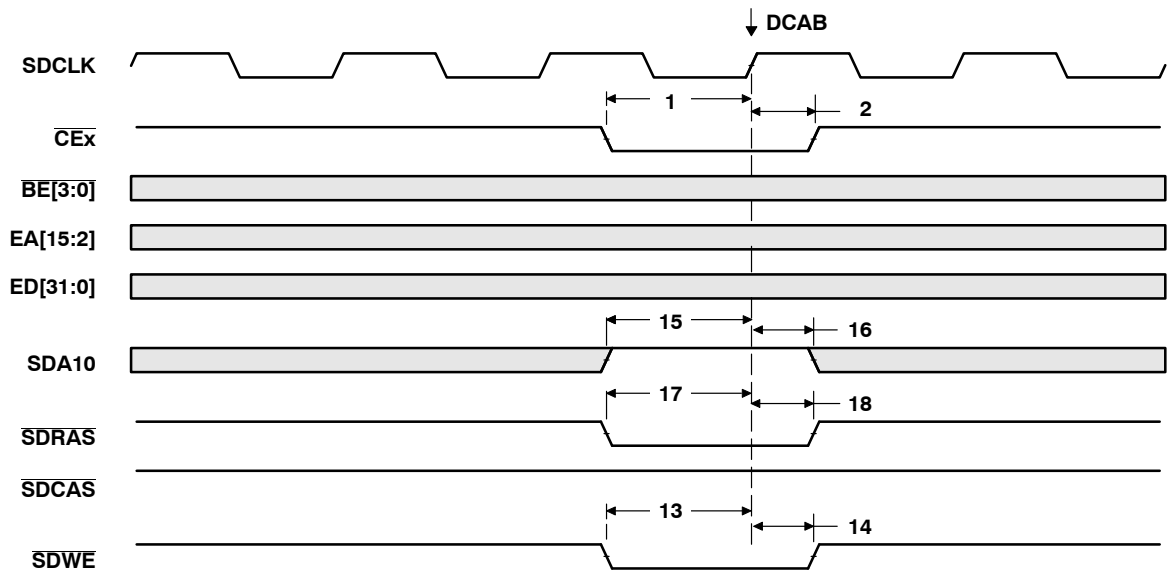 DCAB
SDCLK
1
2
CEx
BE[3:0]
EA[15:2]
ED[31:0]
15
16
SDA10
17
18
SDRAS
SDCAS
13
14
SDWE